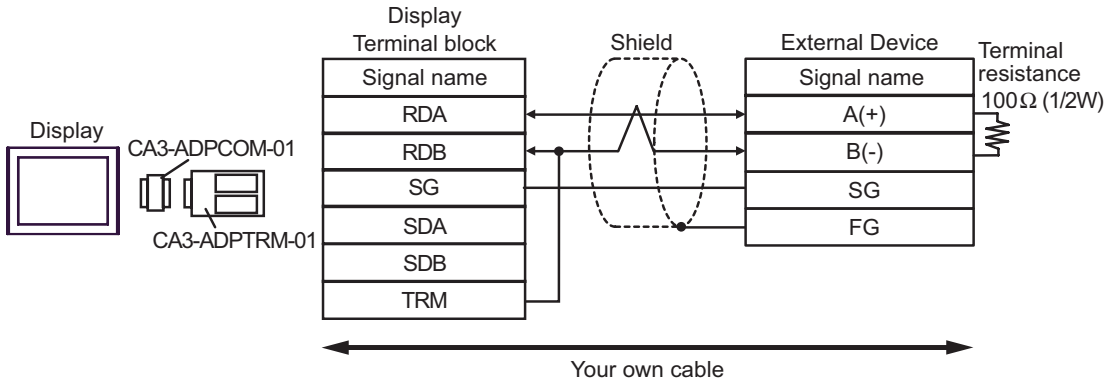 Display
Terminal block
Shield
External Device
Terminal
resistance
100Ω (1/2W)
Signal name
RDA
RDB
SG
SDA
SDB
TRM
Signal name
A(+)
B(-)
SG
FG
Display
CA3-ADPCOM-01
CA3-ADPTRM-01
Your own cable